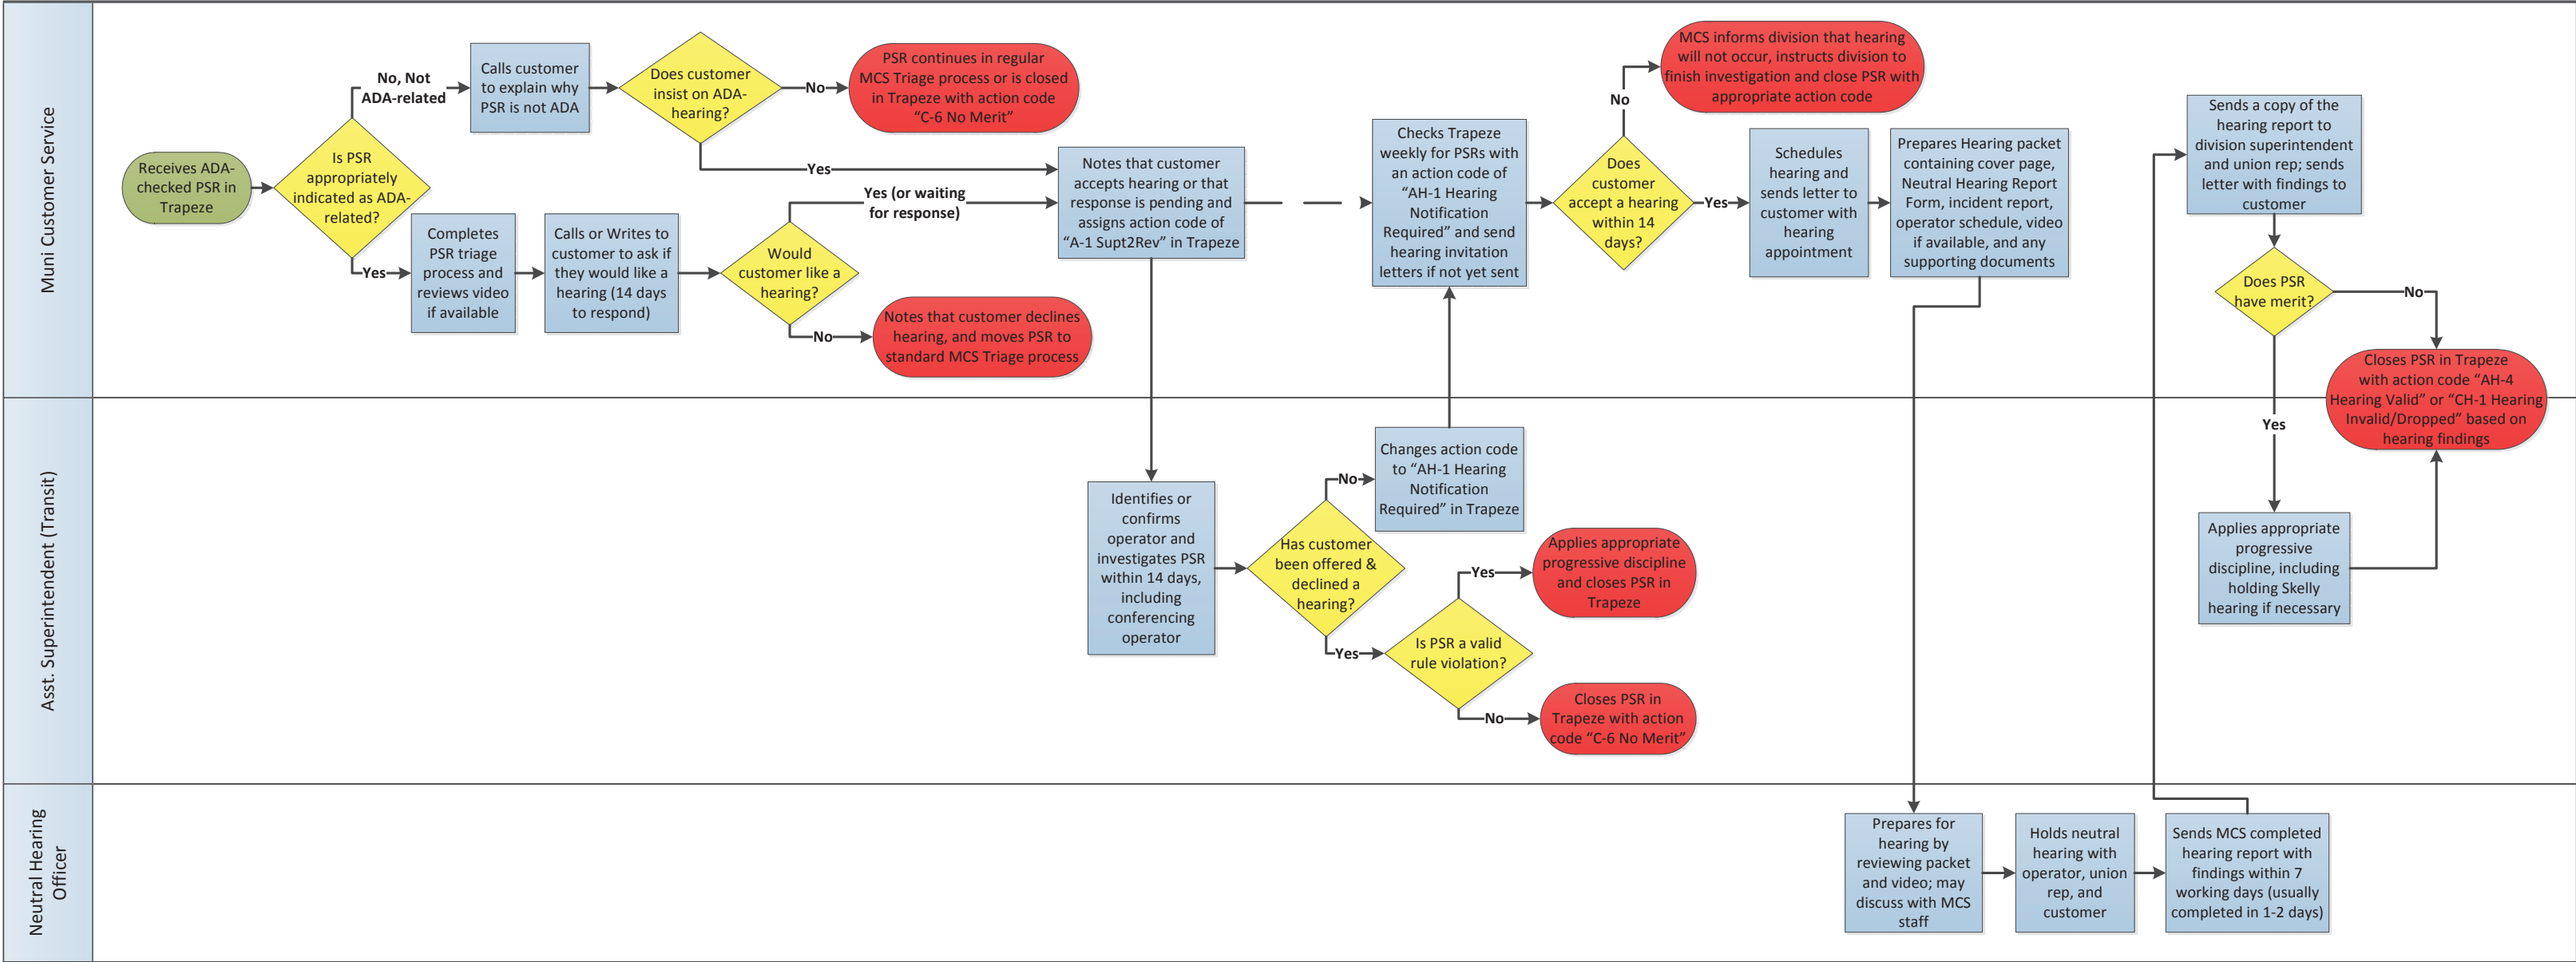 Muni Customer Service
Receives ADA-
checked PSR in
Trapeze
Is PSR
appropriately
indicated as ADA-
related?
No, Not
ADA-related
Calls customer
to explain why
PSR is not ADA
Does customer
insist on ADA-
hearing?
No
PSR continues in regular
MCS Triage process or is closed
in Trapeze with action code
“C-6 No Merit”
Yes
Yes
Completes
PSR triage
process and
reviews video
if available
Calls or Writes to
customer to ask if
they would like a
hearing (14 days
to respond)
Would
customer like a
hearing?
Yes (or waiting
for response)
No
Notes that customer declines
hearing, and moves PSR to
standard MCS Triage process
Notes that customer
accepts hearing or that
response is pending and
assigns action code of
“A-1 Supt2Rev” in Trapeze
Checks Trapeze
weekly for PSRs with
an action code of
“AH-1 Hearing
Notification
Required” and send
hearing invitation
letters if not yet sent
Does
customer
accept a hearing
within 14
days?
No
MCS informs division that hearing
will not occur, instructs division to
finish investigation and close PSR with
appropriate action code
Yes
Schedules
hearing and
sends letter to
customer with
hearing
appointment
Prepares Hearing packet
containing cover page,
Neutral Hearing Report
Form, incident report,
operator schedule, video
if available, and any
supporting documents
Sends a copy of the
hearing report to
division superintendent
and union rep; sends
letter with findings to
customer
Does PSR
have merit?
No
Yes
Closes PSR in Trapeze
with action code “AH-4
Hearing Valid” or “CH-1 Hearing
Invalid/Dropped” based on
hearing findings
Asst. Superintendent (Transit)
Identifies or
confirms
operator and
investigates PSR
within 14 days,
including
conferencing
operator
Has customer
been offered &
declined a
hearing?
No
Changes action code
to “AH-1 Hearing
Notification
Required” in Trapeze
Yes
Is PSR a valid
rule violation?
Yes
Applies appropriate
progressive discipline
and closes PSR in
Trapeze
No
Closes PSR in
Trapeze with action
code “C-6 No Merit”
Applies appropriate
progressive
discipline, including
holding Skelly
hearing if necessary
Neutral Hearing
Officer
Prepares for
hearing by
reviewing packet
and video; may
discuss with MCS
staff
Holds neutral
hearing with
operator, union
rep, and
customer
Sends MCS completed
hearing report with
findings within 7
working days (usually
completed in 1-2 days)